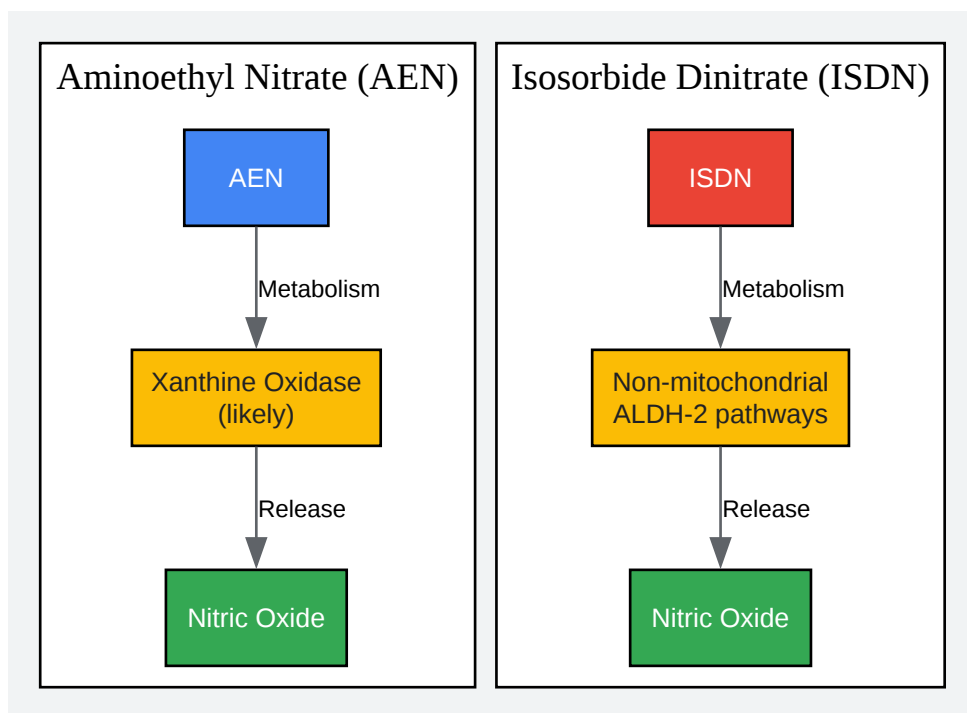 Aminoethyl Nitrate (AEN)
AEN
Metabolism
Xanthine Oxidase
(likely)
Release
Nitric Oxide
Isosorbide Dinitrate (ISDN)
ISDN
Metabolism
Non-mitochondrial
ALDH-2 pathways
Release
Nitric Oxide